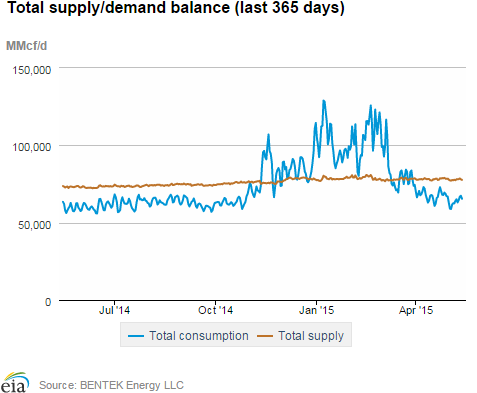 Total supply/demand balance (last 365 days)
MMcf/d
150,000
100,000
50,000
0
Jul '14 Oct '14 Jan '15 Apr '15
Total consumption Total supply
eia Source: BENTEK Energy LLC